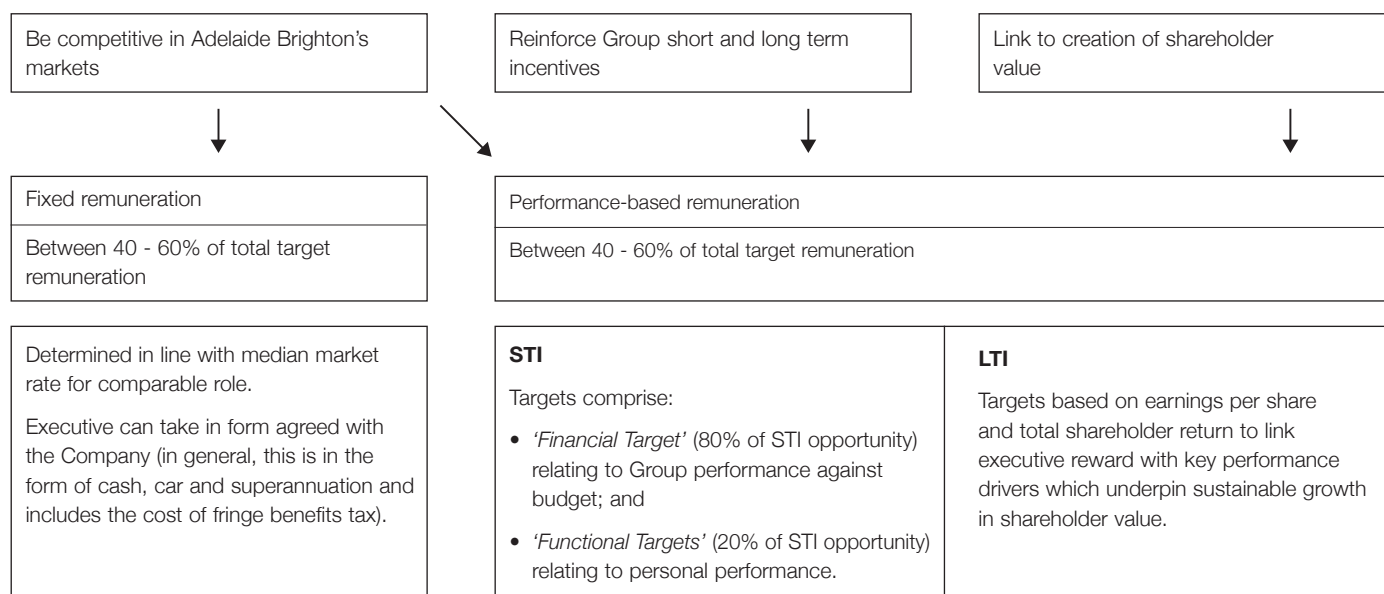 Be competitive in Adelaide Brighton’s
markets
Reinforce Group short and long term
incentives
Link to creation of shareholder
value
Fixed remuneration
Between 40 - 60% of total target
remuneration
Performance-based remuneration
Between 40 - 60% of total target remuneration
Determined in line with median market
rate for comparable role.
Executive can take in form agreed with
the Company (in general, this is in the
form of cash, car and superannuation and
includes the cost of fringe benefits tax).
STI
Targets comprise:
• ‘Financial Target’ (80% of STI opportunity)
relating to Group performance against
budget; and
• ‘Functional Targets’ (20% of STI opportunity)
relating to personal performance.
LTI
Targets based on earnings per share
and total shareholder return to link
executive reward with key performance
drivers which underpin sustainable growth
in shareholder value.